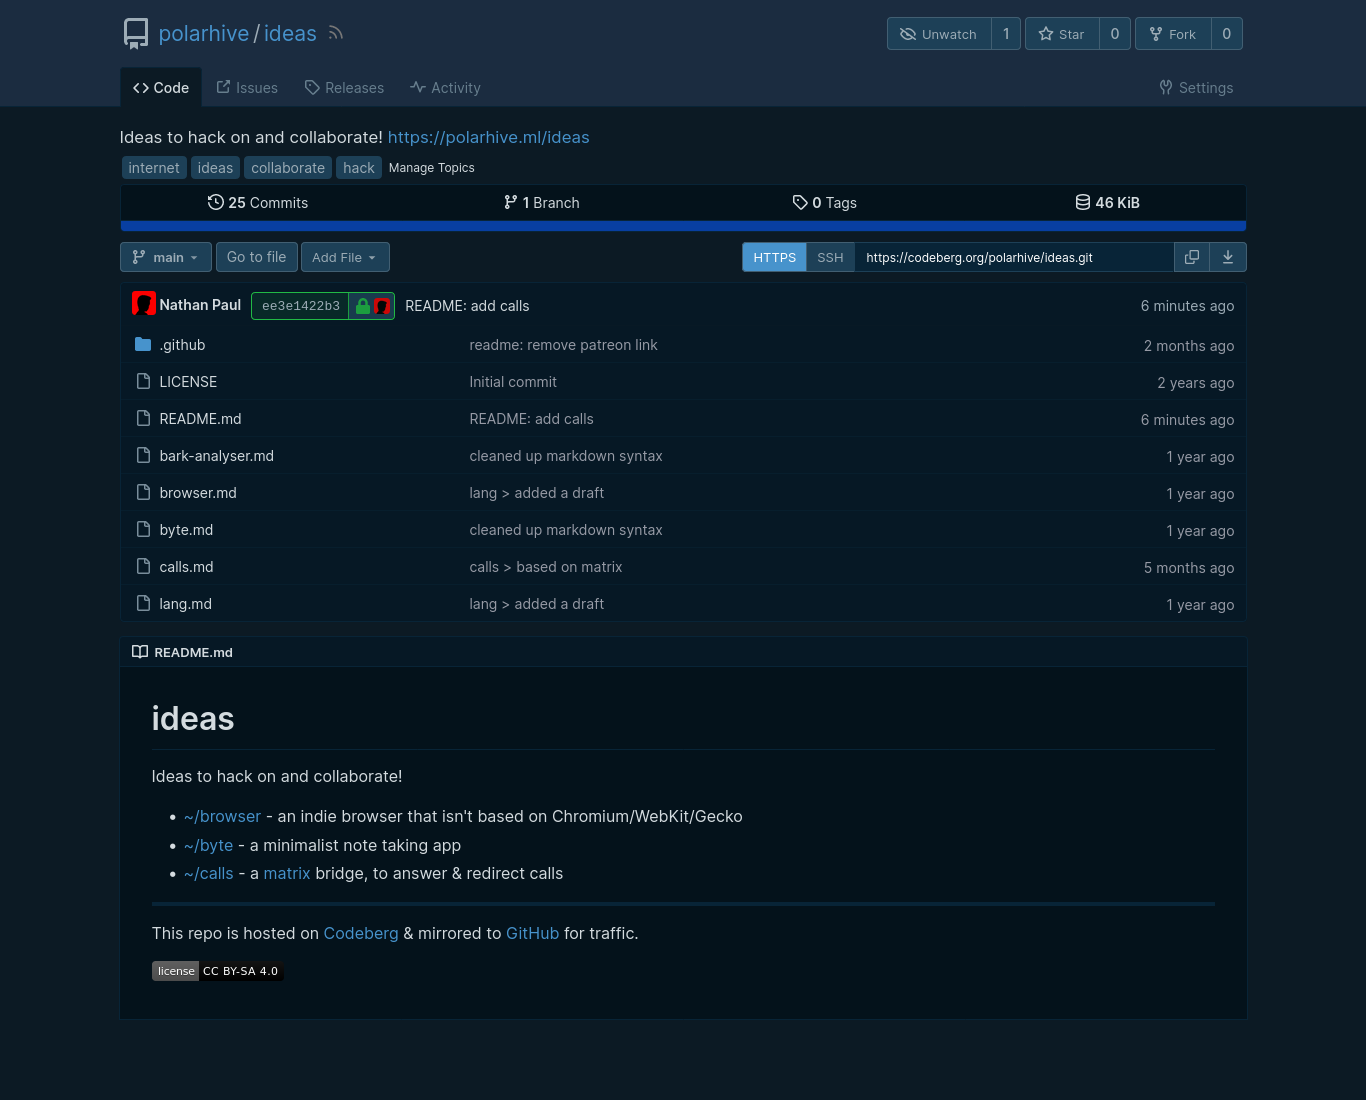 polarhive/ideas
Unwatch 1 Star 0 Fork 0
Code Issues Releases Activity Settings
Ideas to hack on and collaborate! https://polarhive.ml/ideas
internet ideas collaborate hack Manage Topics
25 Commits 1 Branch 0 Tags 46 KiB
main Go to file Add File HTTPS SSH https://codeberg.org/polarhive/ideas.git
Nathan Paul ee3e1422b3 README: add calls 6 minutes ago
.github readme: remove patreon link 2 months ago
LICENSE Initial commit 2 years ago
README.md README: add calls 6 minutes ago
bark-analyser.md cleaned up markdown syntax 1 year ago
browser.md lang > added a draft 1 year ago
byte.md cleaned up markdown syntax 1 year ago
calls.md calls > based on matrix 5 months ago
lang.md lang > added a draft 1 year ago
README.md
ideas
Ideas to hack on and collaborate!
• ~/browser - an indie browser that isn't based on Chromium/WebKit/Gecko
• ~/byte - a minimalist note taking app
• ~/calls - a matrix bridge, to answer & redirect calls
This repo is hosted on Codeberg & mirrored to GitHub for traffic.
license CC BY-SA 4.0